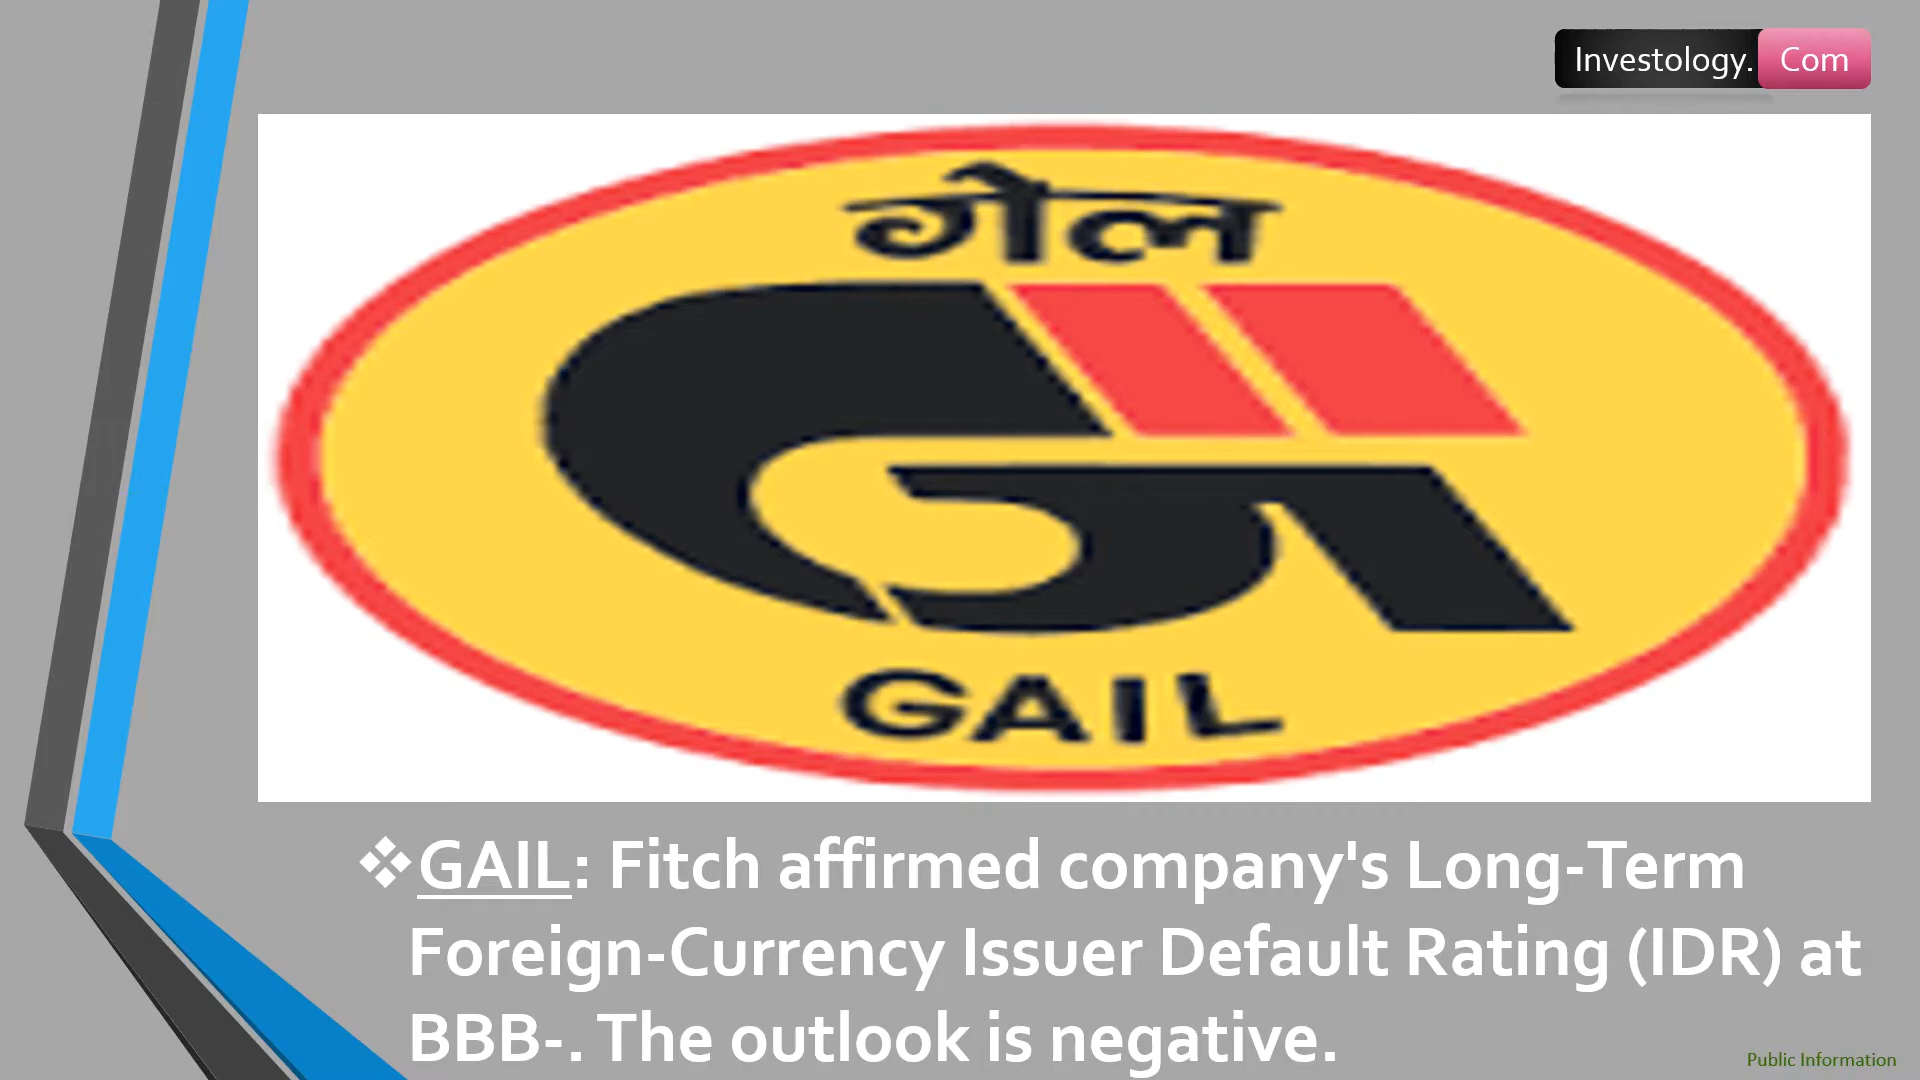 Investology. Com
गेल
GAIL
❖GAIL: Fitch affirmed company's Long-Term
Foreign-Currency Issuer Default Rating (IDR) at
BBB-. The outlook is negative.
Public Information